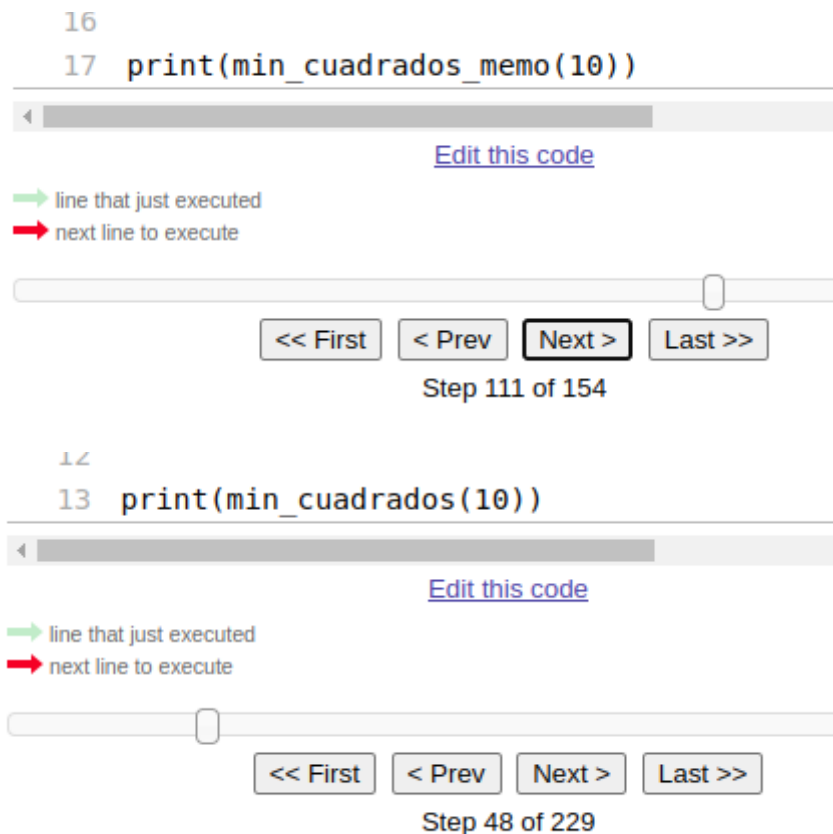 16
17 print(min_cuadrados_memo(10))
Edit this code
line that just executed
next line to execute
<< First < Prev Next > Last >>
Step 111 of 154
12
13 print(min_cuadrados(10))
Edit this code
line that just executed
next line to execute
<< First < Prev Next > Last >>
Step 48 of 229